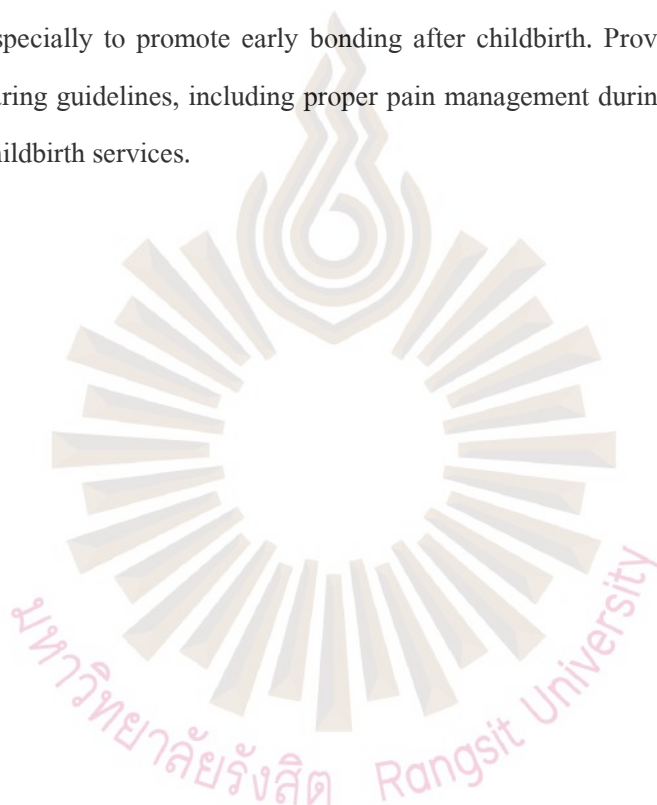 specially to promote early bonding after childbirth. Prov
guidelines, including proper pain management durin
hildbirth services.
มหาวิทยาลัยรังสิต Rangsit University